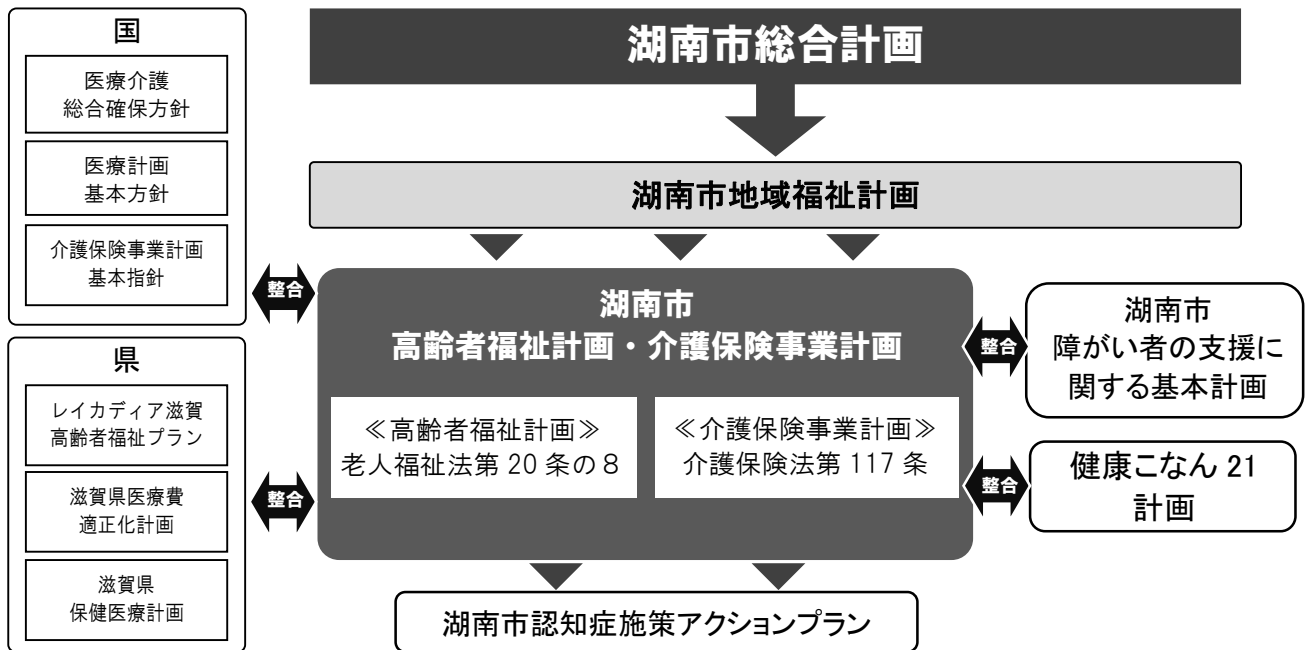 国
医療介護
総合確保方針
医療計画
基本方針
介護保険事業計画
基本指針
県
レイカディア滋賀
高齢者福祉プラン
滋賀県医療費
適正化計画
滋賀県
保健医療計画
湖南市総合計画
湖南市地域福祉計画
整合
整合
湖南市
高齢者福祉計画・介護保険事業計画
≪高齢者福祉計画≫
老人福祉法第 20 条の８
≪介護保険事業計画≫
介護保険法第 117 条
整合
整合
湖南市
障がい者の支援に
関する基本計画
健康こなん 21
計画
湖南市認知症施策アクションプラン